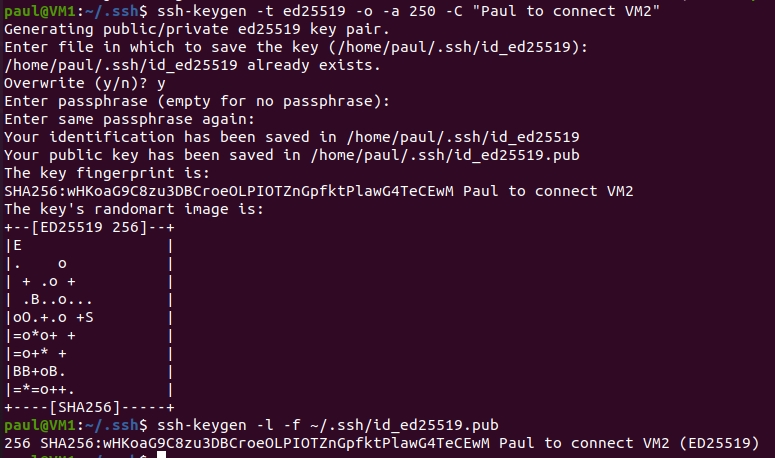 paul@VM1:~/.ssh$ ssh-keygen -t ed25519 -o -a 250 -C "Paul to connect VM2"
Generating public/private ed25519 key pair.
Enter file in which to save the key (/home/paul/.ssh/id_ed25519):
/home/paul/.ssh/id_ed25519 already exists.
Overwrite (y/n)? y
Enter passphrase (empty for no passphrase):
Enter same passphrase again:
Your identification has been saved in /home/paul/.ssh/id_ed25519
Your public key has been saved in /home/paul/.ssh/id_ed25519.pub
The key fingerprint is:
SHA256:wHKoaG9C8zu3DBCroeOLPIOTZnGpfktPlawG4TeCEwM Paul to connect VM2
The key's randomart image is:
+--[ED25519 256]--+
|E                |
|.    o           |
| + .o +          |
| .B..o...        |
|oO.+.o +S        |
|=o*o+ +          |
|=o+* +           |
|BB+oB.           |
|=*=o++.          |
+----[SHA256]-----+
paul@VM1:~/.ssh$ ssh-keygen -l -f ~/.ssh/id_ed25519.pub
256 SHA256:wHKoaG9C8zu3DBCroeOLPIOTZnGpfktPlawG4TeCEwM Paul to connect VM2 (ED25519)
paul@VM1:~/.ssh$